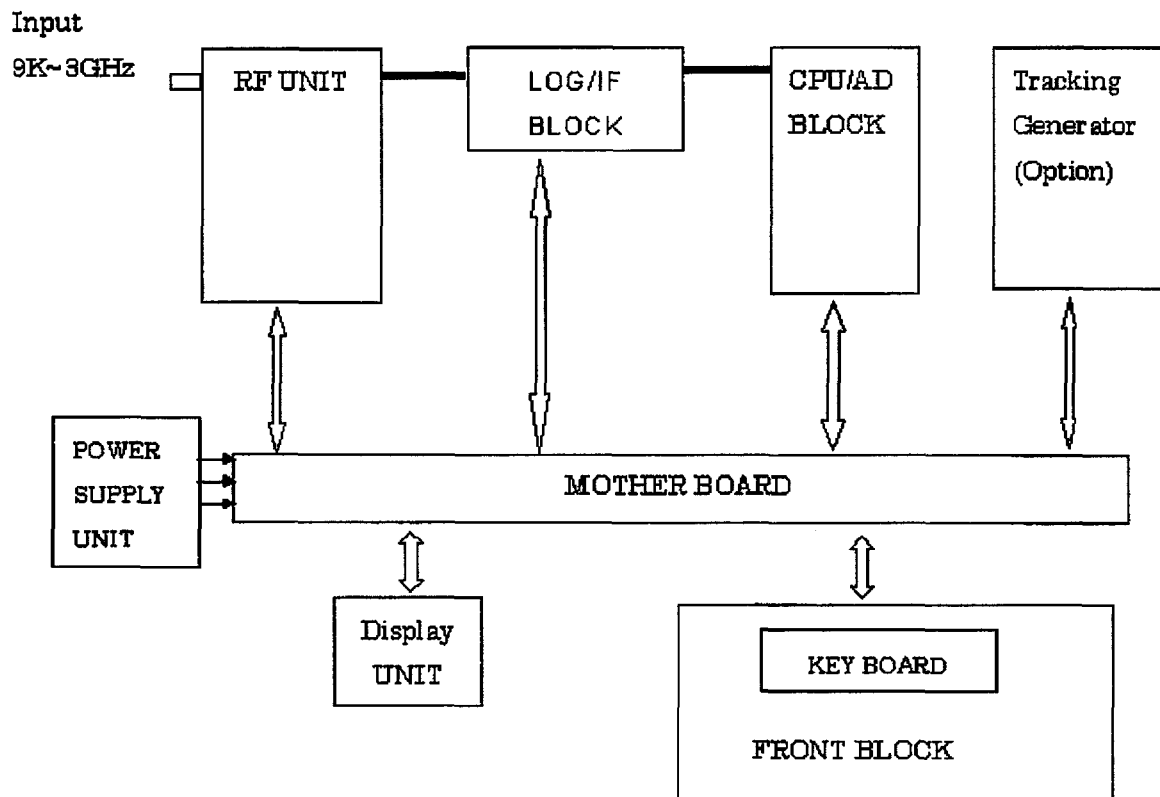 Input
9K~3GHz
RF UNIT
LOG/IF
BLOCK
CPU/AD
BLOCK
Tracking
Generator
(Option)
POWER
SUPPLY
UNIT
MOTHER BOARD
Display
UNIT
KEY BOARD
FRONT BLOCK